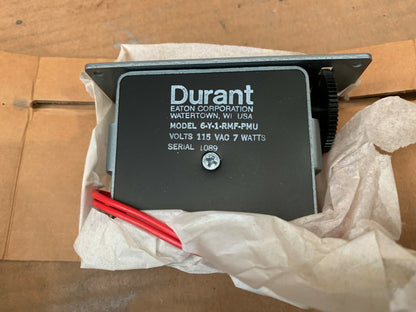 Durant
EATON CORPORATION
WATERTOWN, WI USA
MODEL 6-Y-1-RMF-PMU
VOLTS 115 VAC 7 WATTS
SERIAL 1089